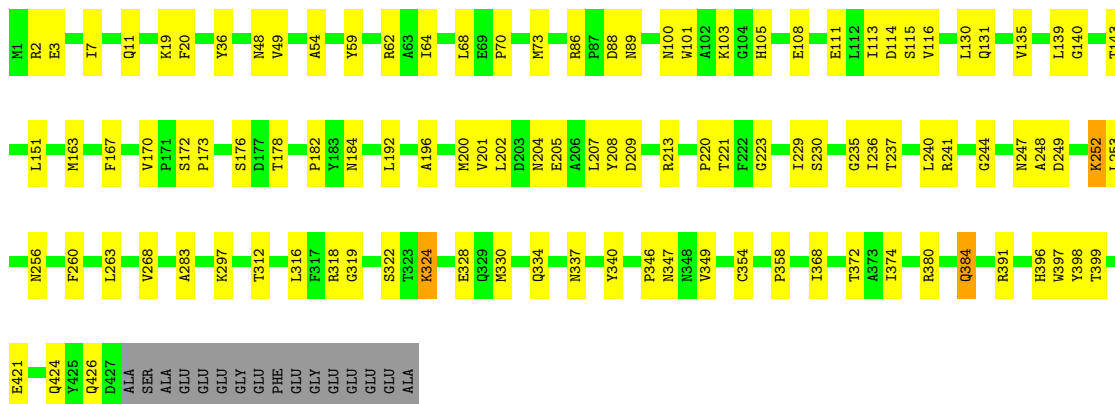 M1 R2 E3 I7 Q11 K19 F20 Y36 N48 V49 A54 Y59 R62 A63 I64 L68 E69 P70 M73 R86 P87 D88 N89 N100 W101 A102 K103 G104 H105 E108 E111 L112 I113 D114 S115 V116 L130 Q131 V135 L139 G140 T143
L151 M163 F167 V170 P171 S172 P173 S176 D177 T178 P182 Y183 N184 L192 A196 M200 V201 L202 D203 N204 E205 A206 L207 Y208 D209 R213 P220 T221 F222 G223 I229 S230 G235 I236 T237 L240 R241 G244 N247 A248 D249 K252
N256 F260 L263 V268 A283 K297 T312 L316 F317 R318 G319 S322 T323 K324 E328 Q329 M330 Q334 N337 Y340 P346 N347 N348 V349 C354 P358 I368 T372 A373 I374 R380 Q384 R391 H396 W397 Y398 T399
E421 Q424 Y425 Q426 D427 ALA SER ALA GLU GLU GLU GLY GLU PHE GLU GLY GLU GLU GLU GLU ALA